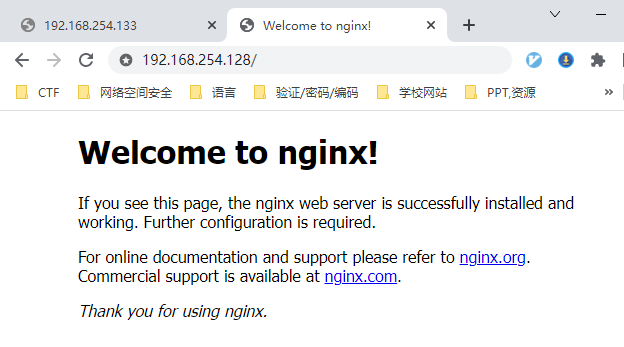 192.168.254.133 Welcome to nginx!
192.168.254.128/
CTF 网络空间安全 语言 验证/密码/编码 学校网站 PPT,资源
Welcome to nginx!
If you see this page, the nginx web server is successfully installed and
working. Further configuration is required.
For online documentation and support please refer to nginx.org.
Commercial support is available at nginx.com.
Thank you for using nginx.